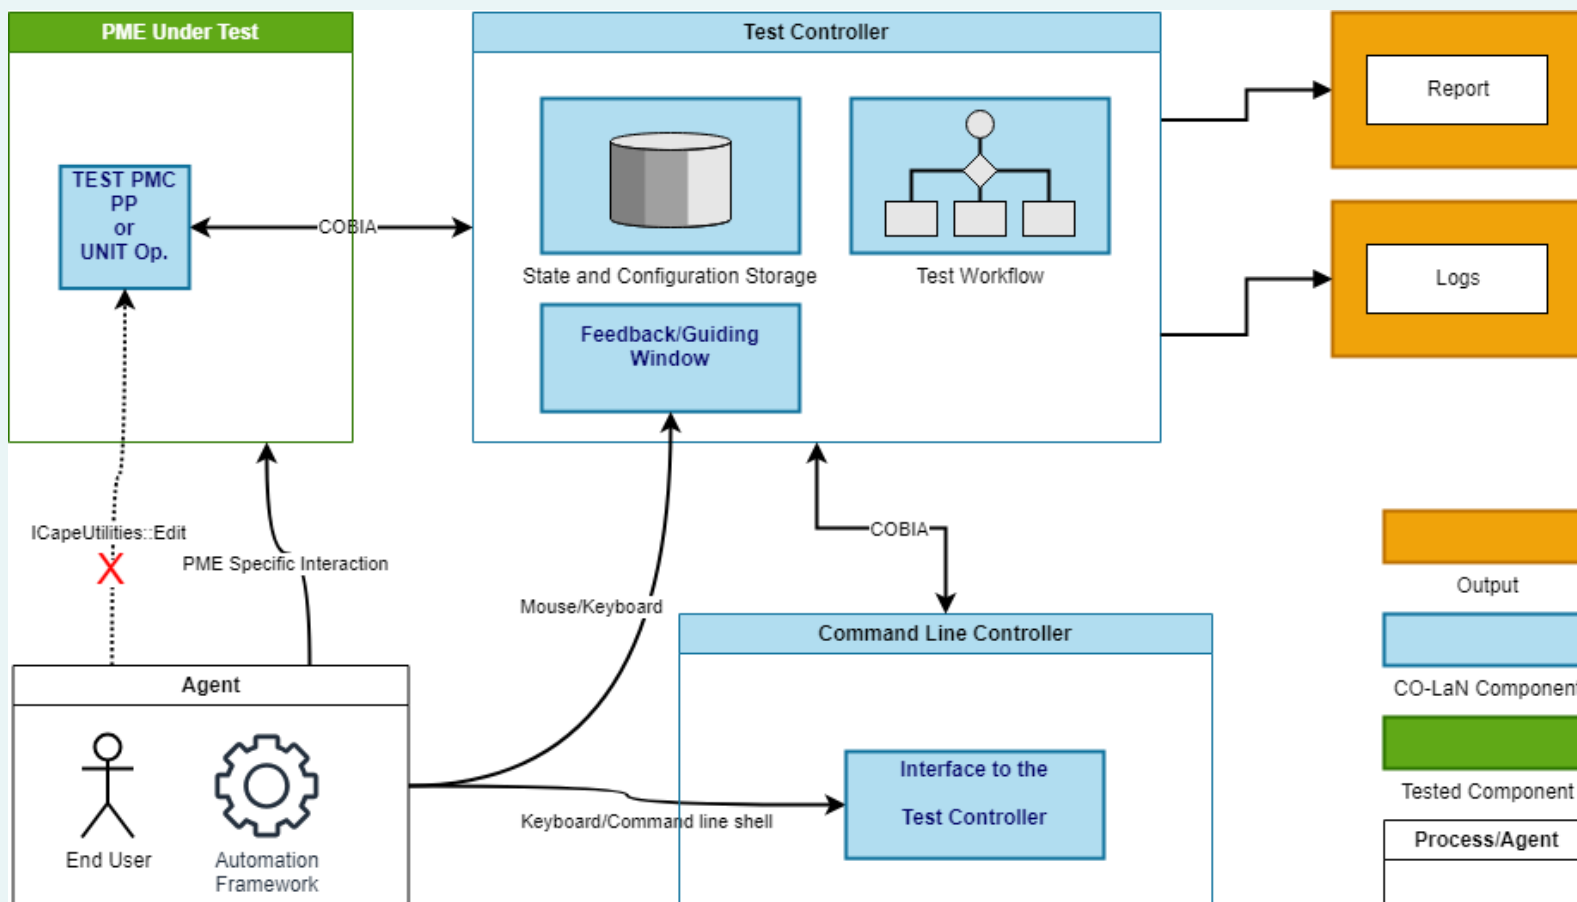 PME Under Test
TEST PMC
PP
or
UNIT Op.
COBIA
Test Controller
State and Configuration Storage
Test Workflow
Feedback/Guiding
Window
Report
Logs
ICapeUtilities::Edit
X
PME Specific Interaction
Mouse/Keyboard
COBIA
Agent
End User
Automation
Framework
Keyboard/Command line shell
Command Line Controller
Interface to the
Test Controller
Output
CO-LaN Component
Tested Component
Process/Agent